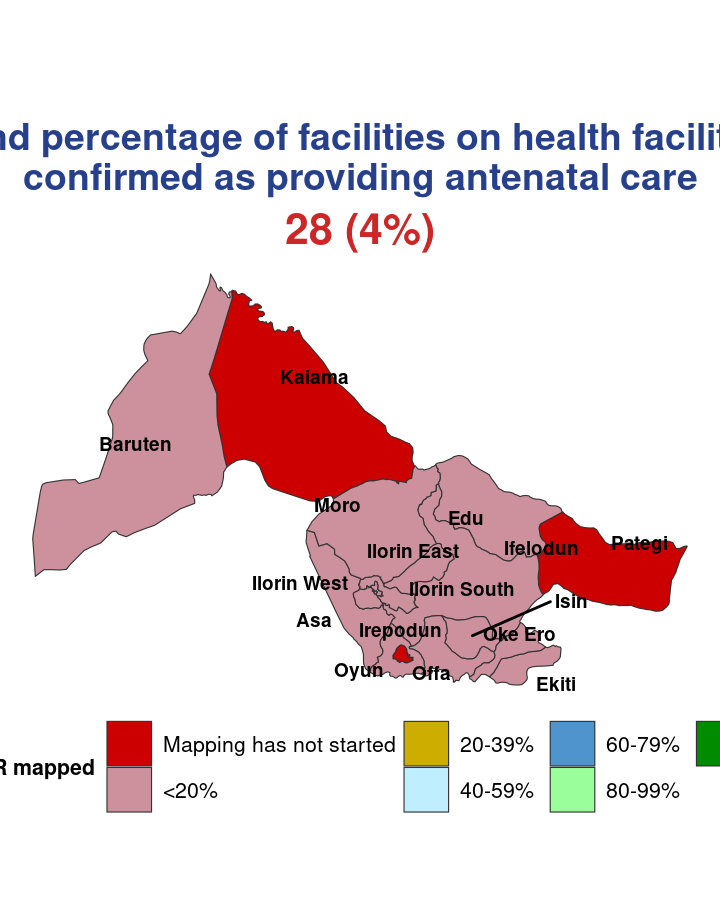 nd percentage of facilities on health facilit
confirmed as providing antenatal care
28 (4%)
Kaiama
Baruten
Moro
Edu
Ilorin East
Ifelodun
Pategi
Ilorin West
Ilorin South
Isin
Asa
Irepodun
Oke Ero
Oyun
Offa
Ekiti
R mapped
Mapping has not started
20-39%
60-79%
<20%
40-59%
80-99%